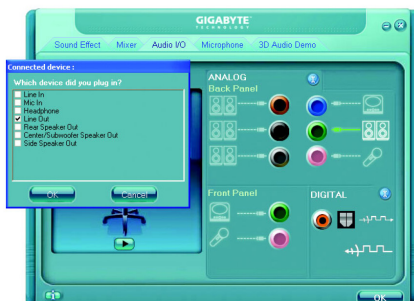 GIGABYTE
TECHNOLOGY
Sound Effect Mixer Audio I/O Microphone 3D Audio Demo
Connected device :
Which device did you plug in?
Line In
Mic In
Headphone
Line Out
Rear Speaker Out
Center/Subwoofer Speaker Out
Side Speaker Out
OK Cancel
ANALOG
Back Panel
Front Panel
DIGITAL
OK